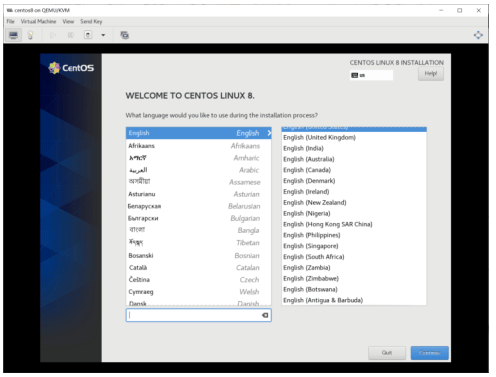 centos8 on QEMU/KVM
File Virtual Machine View Send Key
CentOS
CENTOS LINUX 8 INSTALLATION
us
Help!
WELCOME TO CENTOS LINUX 8.
What language would you like to use during the installation process?
English English
Afrikaans Afrikaans
አማርኛ Amharic
العربية Arabic
অসমীয়া Assamese
Asturianu Asturian
Беларуская Belarusian
Български Bulgarian
বাংলা Bangla
Tibetan
Bosanski Bosnian
Català Catalan
Čeština Czech
Cymraeg Welsh
Dansk Danish
English (United States)
English (United Kingdom)
English (India)
English (Australia)
English (Canada)
English (Denmark)
English (Ireland)
English (New Zealand)
English (Nigeria)
English (Hong Kong SAR China)
English (Philippines)
English (Singapore)
English (South Africa)
English (Zambia)
English (Zimbabwe)
English (Botswana)
English (Antigua & Barbuda)
Quit
Continue